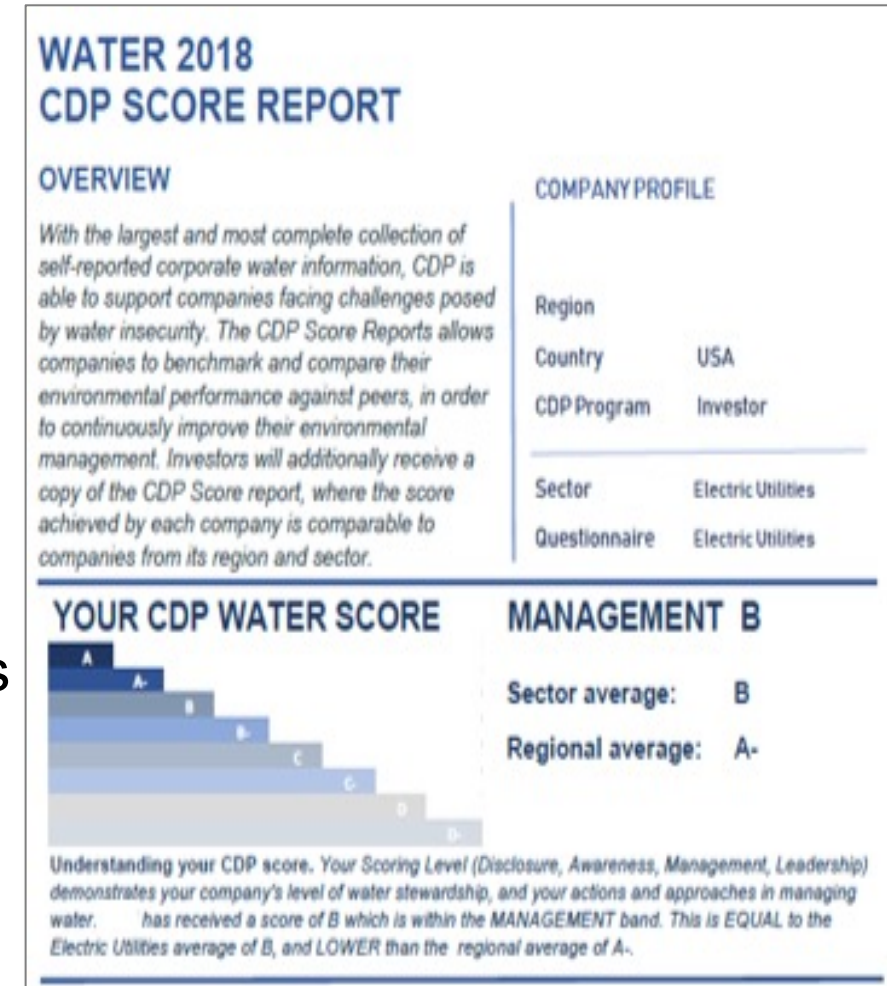 WATER 2018
CDP SCORE REPORT
OVERVIEW
With the largest and most complete collection of
self-reported corporate water information, CDP is
able to support companies facing challenges posed
by water insecurity. The CDP Score Reports allows
companies to benchmark and compare their
environmental performance against peers, in order
to continuously improve their environmental
management. Investors will additionally receive a
copy of the CDP Score report, where the score
achieved by each company is comparable to
companies from its region and sector.
COMPANY PROFILE
Region
Country USA
CDP Program Investor
Sector Electric Utilities
Questionnaire Electric Utilities
s
YOUR CDP WATER SCORE
A
A-
B
B-
C
C-
D
D-
MANAGEMENT B
Sector average: B
Regional average: A-
Understanding your CDP score. Your Scoring Level (Disclosure, Awareness, Management, Leadership)
demonstrates your company's level of water stewardship, and your actions and approaches in managing
water. has received a score of B which is within the MANAGEMENT band. This is EQUAL to the
Electric Utilities average of B, and LOWER than the regional average of A-.